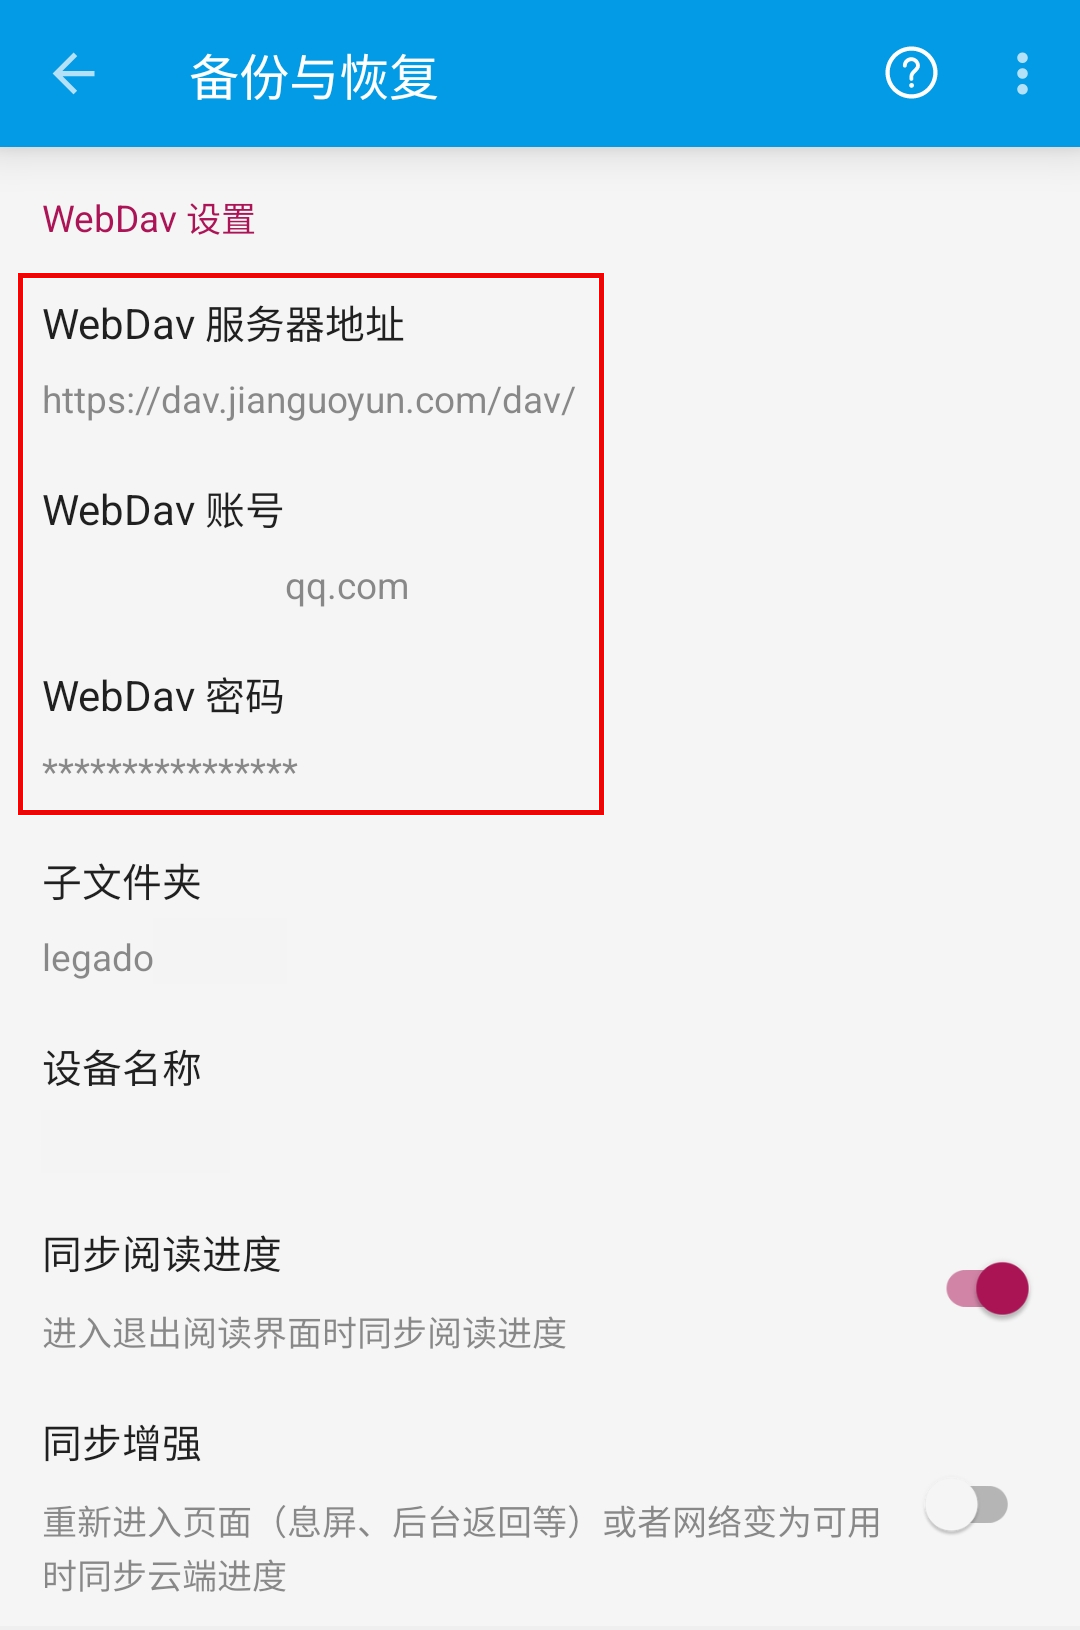 备份与恢复
WebDav 设置
WebDav 服务器地址
https://dav.jianguoyun.com/dav/
WebDav 账号
qq.com
WebDav 密码
****************
子文件夹
legado
设备名称
同步阅读进度
进入退出阅读界面时同步阅读进度
同步增强
重新进入页面（息屏、后台返回等）或者网络变为可用
时同步云端进度